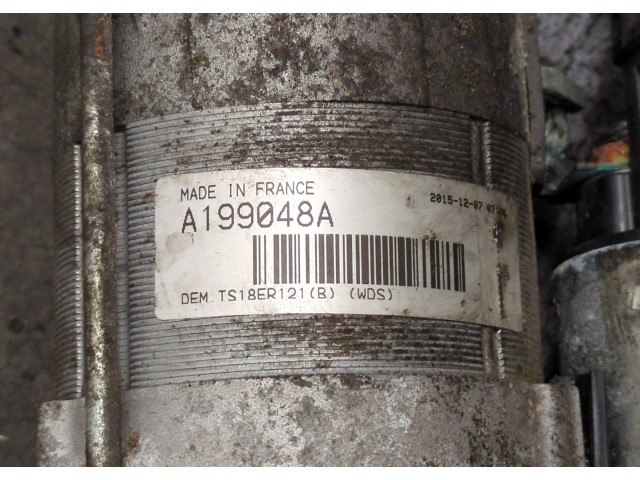 MADE IN FRANCE
A199048A
2015-12-07
DEM TS18ER121(B) (WDS)